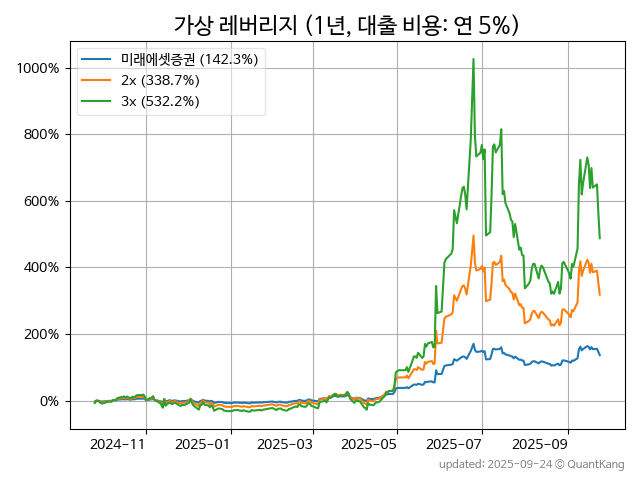 가상 레버리지 (1년, 대출 비용: 연 5%)
미래에셋증권 (142.3%)
2x (338.7%)
3x (532.2%)
1000%
800%
600%
400%
200%
0%
2024-11
2025-01
2025-03
2025-05
2025-07
2025-09
updated: 2025-09-24 © QuantKang